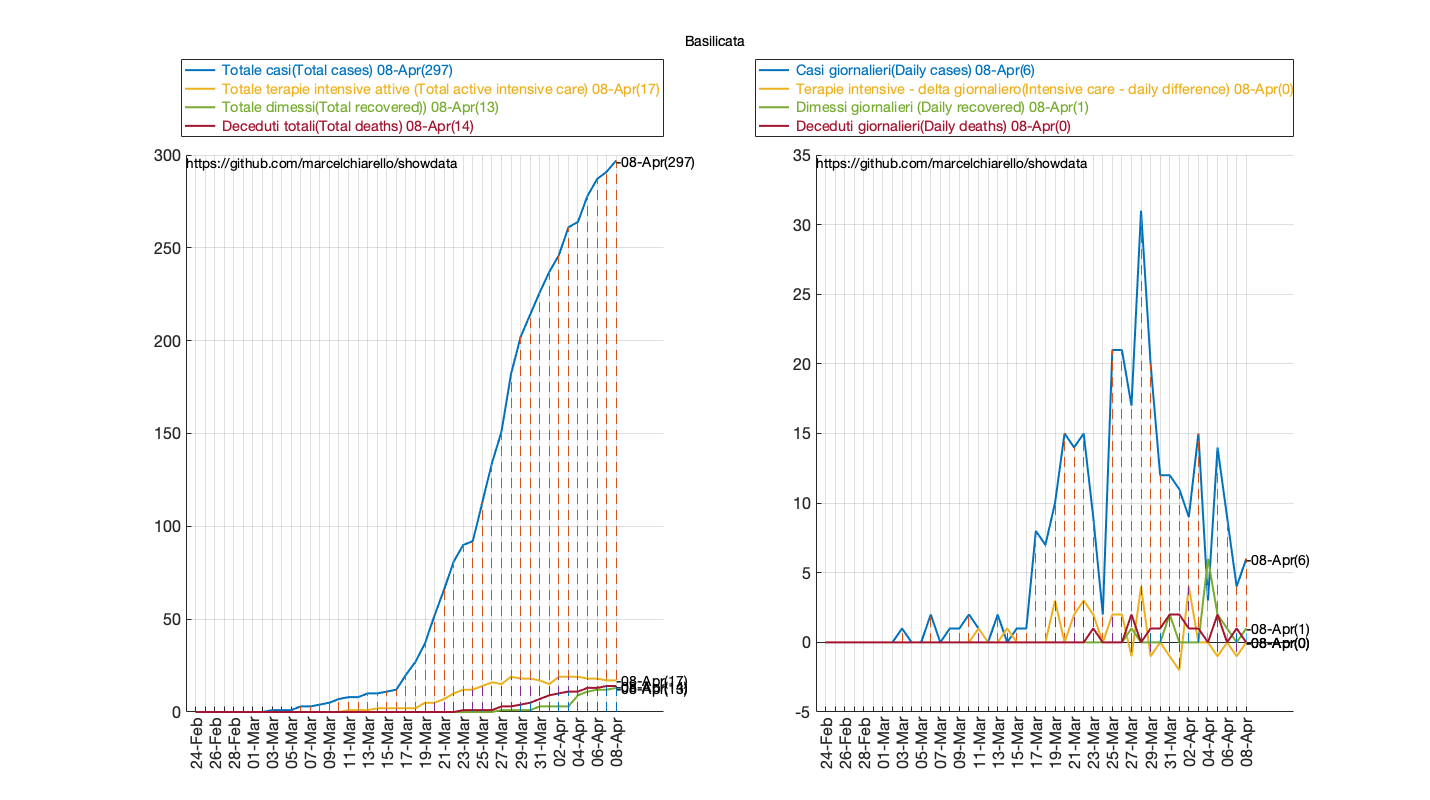 Basilicata
Totale casi(Total cases) 08-Apr(297)
Totale terapie intensive attive (Total active intensive care) 08-Apr(17)
Totale dimessi(Total recovered)) 08-Apr(13)
Deceduti totali(Total deaths) 08-Apr(14)
300
250
200
150
100
50
0
https://github.com/marcelchiarello/showdata
-08-Apr(297)
-08-Apr(17)
-08-Apr(14)
-08-Apr(13)
24-Feb
26-Feb
28-Feb
01-Mar
03-Mar
05-Mar
07-Mar
09-Mar
11-Mar
13-Mar
15-Mar
17-Mar
19-Mar
21-Mar
23-Mar
25-Mar
27-Mar
29-Mar
31-Mar
02-Apr
04-Apr
06-Apr
08-Apr
Casi giornalieri(Daily cases) 08-Apr(6)
Terapie intensive - delta giornaliero(Intensive care - daily difference) 08-Apr(0)
Dimessi giornalieri (Daily recovered) 08-Apr(1)
Deceduti giornalieri(Daily deaths) 08-Apr(0)
35
30
25
20
15
10
5
0
-5
https://github.com/marcelchiarello/showdata
-08-Apr(6)
-08-Apr(1)
-08-Apr(0)
-08-Apr(0)
24-Feb
26-Feb
28-Feb
01-Mar
03-Mar
05-Mar
07-Mar
09-Mar
11-Mar
13-Mar
15-Mar
17-Mar
19-Mar
21-Mar
23-Mar
25-Mar
27-Mar
29-Mar
31-Mar
02-Apr
04-Apr
06-Apr
08-Apr